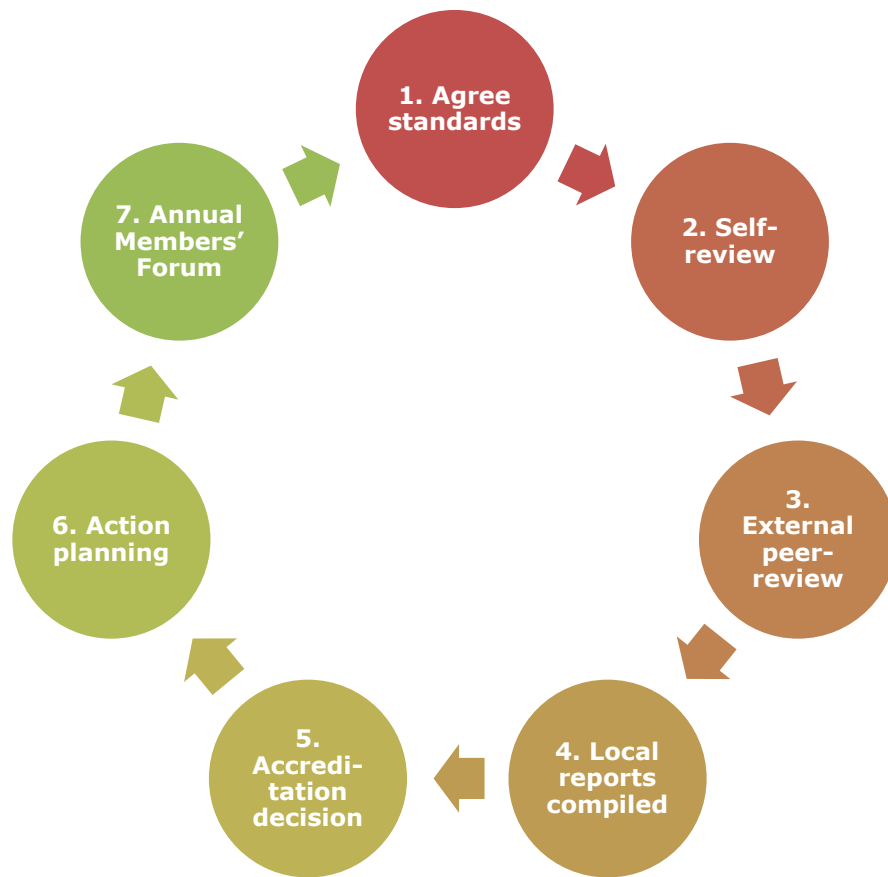 1. Agree
standards
2. Self-
review
3.
External
peer-
review
4. Local
reports
compiled
5.
Accredi-
tation
decision
6. Action
planning
7. Annual
Members’
Forum